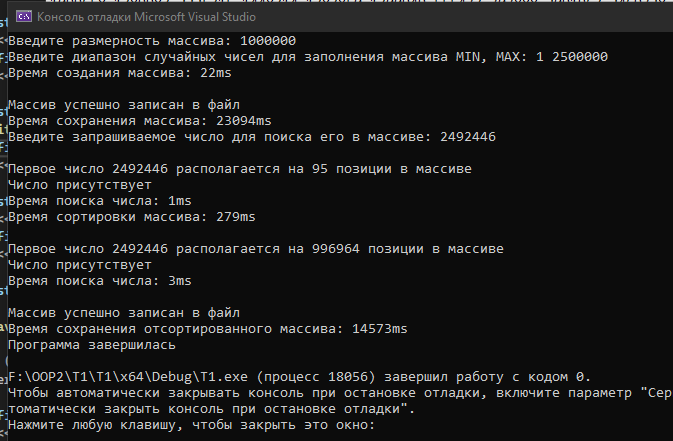 Консоль отладки Microsoft Visual Studio
Введите размерность массива: 1000000
Введите диапазон случайных чисел для заполнения массива MIN, MAX: 1 2500000
Время создания массива: 22ms
Массив успешно записан в файл
Время сохранения массива: 23094ms
Введите запрашиваемое число для поиска его в массиве: 2492446
Первое число 2492446 располагается на 95 позиции в массиве
Число присутствует
Время поиска числа: 1ms
Время сортировки массива: 279ms
Первое число 2492446 располагается на 996964 позиции в массиве
Число присутствует
Время поиска числа: 3ms
Массив успешно записан в файл
Время сохранения отсортированного массива: 14573ms
Программа завершилась
F:\OOP2\T1\T1\x64\Debug\T1.exe (процесс 18056) завершил работу с кодом 0.
Чтобы автоматически закрывать консоль при остановке отладки, включите параметр "Сер
томатически закрыть консоль при остановке отладки".
Нажмите любую клавишу, чтобы закрыть это окно: